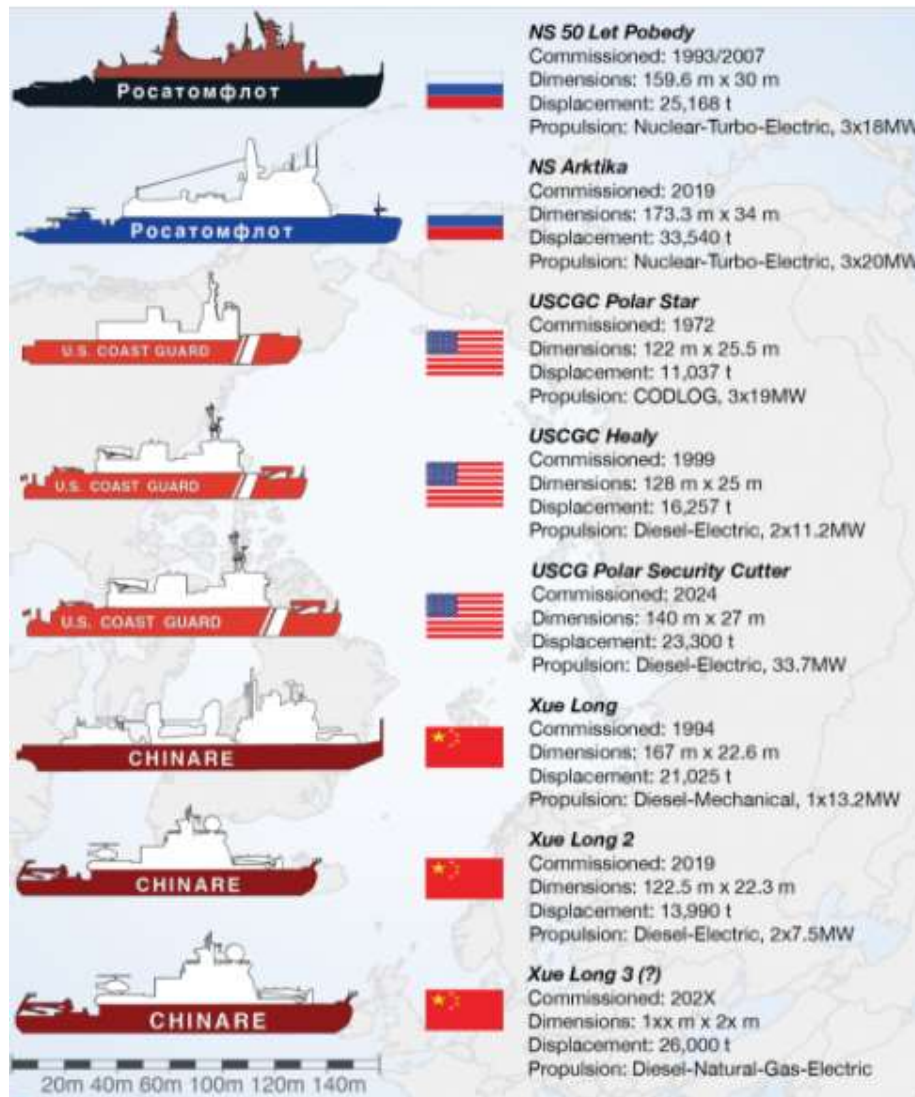 NS 50 Let Pobedy
Commissioned: 1993/2007
Dimensions: 159.6 m x 30 m
Displacement: 25,168 t
Propulsion: Nuclear-Turbo-Electric, 3x18MW
Росатомфлот
NS Arktika
Commissioned: 2019
Dimensions: 173.3 m x 34 m
Displacement: 33,540 t
Propulsion: Nuclear-Turbo-Electric, 3x20MW
Росатомфлот
USCGC Polar Star
Commissioned: 1972
Dimensions: 122 m x 25.5 m
Displacement: 11,037 t
Propulsion: CODLOG, 3x19MW
U.S. COAST GUARD
USCGC Healy
Commissioned: 1999
Dimensions: 128 m x 25 m
Displacement: 16,257 t
Propulsion: Diesel-Electric, 2x11.2MW
U.S. COAST GUARD
USCG Polar Security Cutter
Commissioned: 2024
Dimensions: 140 m x 27 m
Displacement: 23,300 t
Propulsion: Diesel-Electric, 33.7MW
U.S. COAST GUARD
Xue Long
Commissioned: 1994
Dimensions: 167 m x 22.6 m
Displacement: 21,025 t
Propulsion: Diesel-Mechanical, 1x13.2MW
CHINARE
Xue Long 2
Commissioned: 2019
Dimensions: 122.5 m x 22.3 m
Displacement: 13,990 t
Propulsion: Diesel-Electric, 2x7.5MW
CHINARE
Xue Long 3 (?)
Commissioned: 202X
Dimensions: 1xx m x 2x m
Displacement: 26,000 t
Propulsion: Diesel-Natural-Gas-Electric
CHINARE
20m 40m 60m 100m 120m 140m